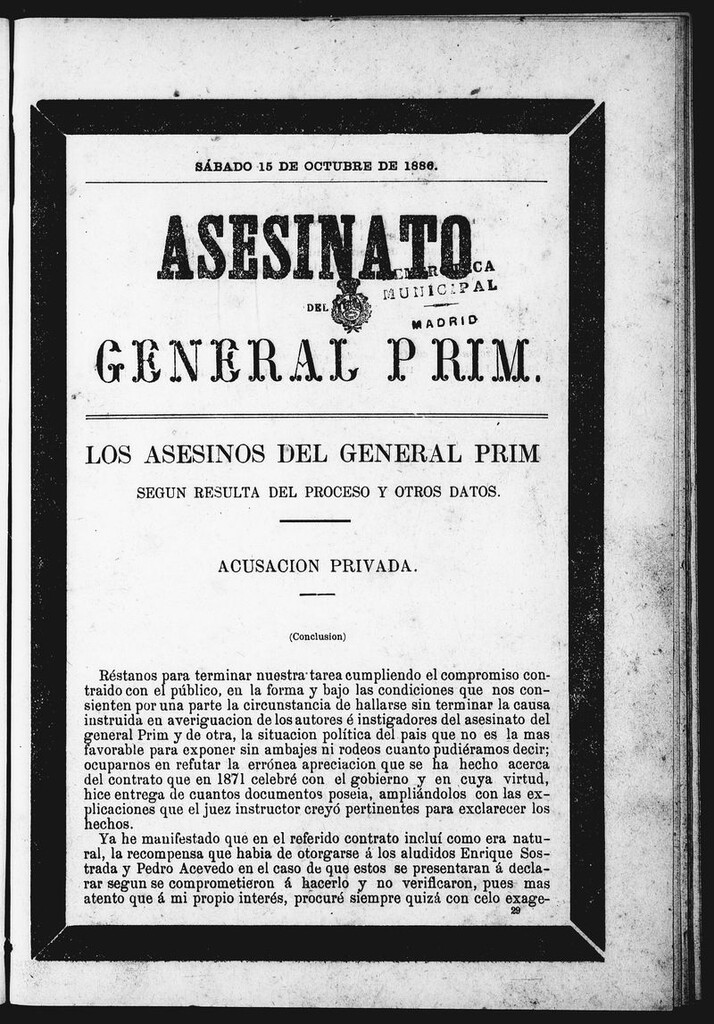 SÁBADO 15 DE OCTUBRE DE 1886.
ASESINATO
DEL
MUNICIPAL
MADRID
GENERAL PRIM.
LOS ASESINOS DEL GENERAL PRIM
SEGUN RESULTA DEL PROCESO Y OTROS DATOS.
ACUSACION PRIVADA.
(Conclusion)
Réstanos para terminar nuestra tarea cumpliendo el compromiso con-
traido con el público, en la forma y bajo las condiciones que nos con-
sienten por una parte la circunstancia de hallarse sin terminar la causa
instruida en averiguacion de los autores é instigadores del asesinato del
general Prim y de otra, la situacion política del pais que no es la mas
favorable para exponer sin ambajes ni rodeos cuanto pudiéramos decir;
ocuparnos en refutar la errónea apreciacion que se ha hecho acerca
del contrato que en 1871 celebré con el gobierno y en cuya virtud,
hice entrega de cuantos documentos poseia, ampliándolos con las ex-
plicaciones que el juez instructor creyó pertinentes para exclarecer los
hechos.
Ya he manifestado que en el referido contrato incluí como era natu-
ral, la recompensa que habia de otorgarse á los aludidos Enrique Sos-
trada y Pedro Acevedo en el caso de que estos se presentaran á decla-
rar segun se comprometieron á hacerlo y no verificaron, pues mas
atento que á mi propio interés, procuré siempre quizá con celo exage-
29